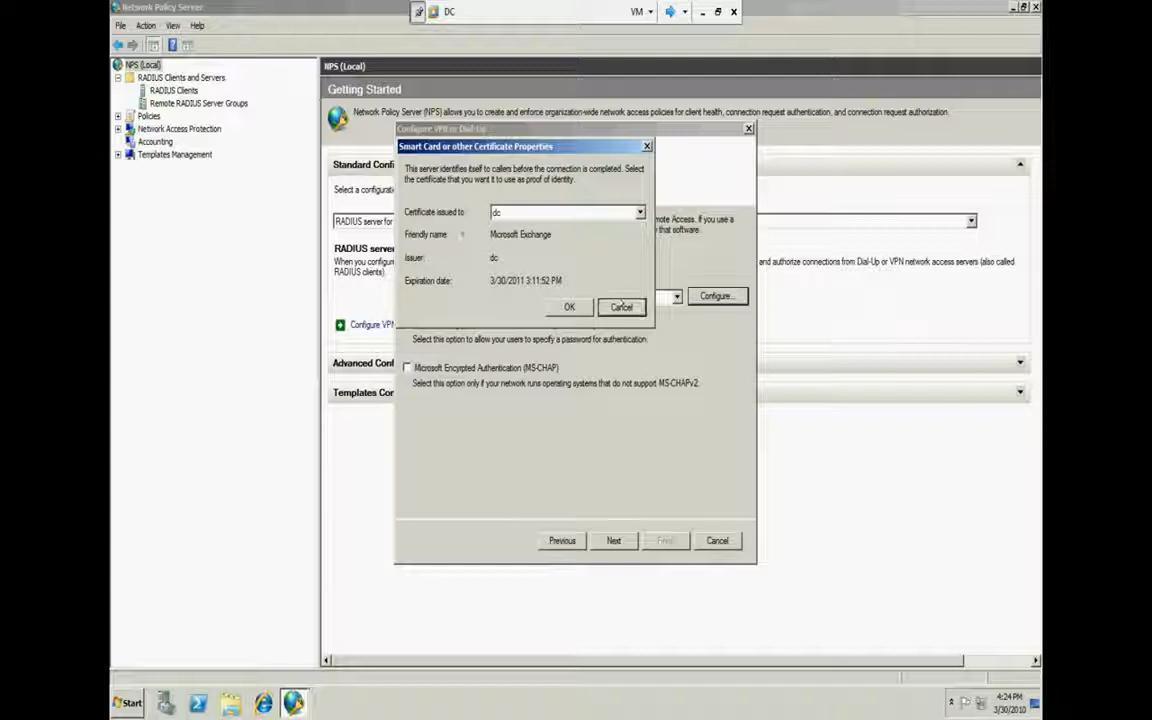 Network Policy Server
DC
VM
File Action View Help
NPS (Local)
RADIUS Clients and Servers
RADIUS Clients
Remote RADIUS Server Groups
Policies
Network Access Protection
Accounting
Templates Management
NPS (Local)
Getting Started
Network Policy Server (NPS) allows you to create and enforce organization-wide network access policies for client health, connection request authentication, and connection request authorization.
Configure VPN or Dial-Up
Smart Card or other Certificate Properties
This server identifies itself to callers before the connection is completed. Select
the certificate that you want it to use as proof of identity.
Certificate issued to: dc
Friendly name Microsoft Exchange
Issuer: dc
Expiration date: 3/30/2011 3:11:52 PM
OK Cancel
Standard Conf
Select a configurati
RADIUS server for
RADIUS serve
When you configur
RADIUS clients).
mote Access. If you use a
that software.
and authorize connections from Dial-Up or VPN network access servers (also called
Configure...
Configure VPN
Select this option to allow your users to specify a password for authentication.
Advanced Conf
Microsoft Encrypted Authentication (MS-CHAP)
Select this option only if your network runs operating systems that do not support MS-CHAPv2.
Templates Con
Previous Next Cancel
Start
4:24 PM
3/30/2010